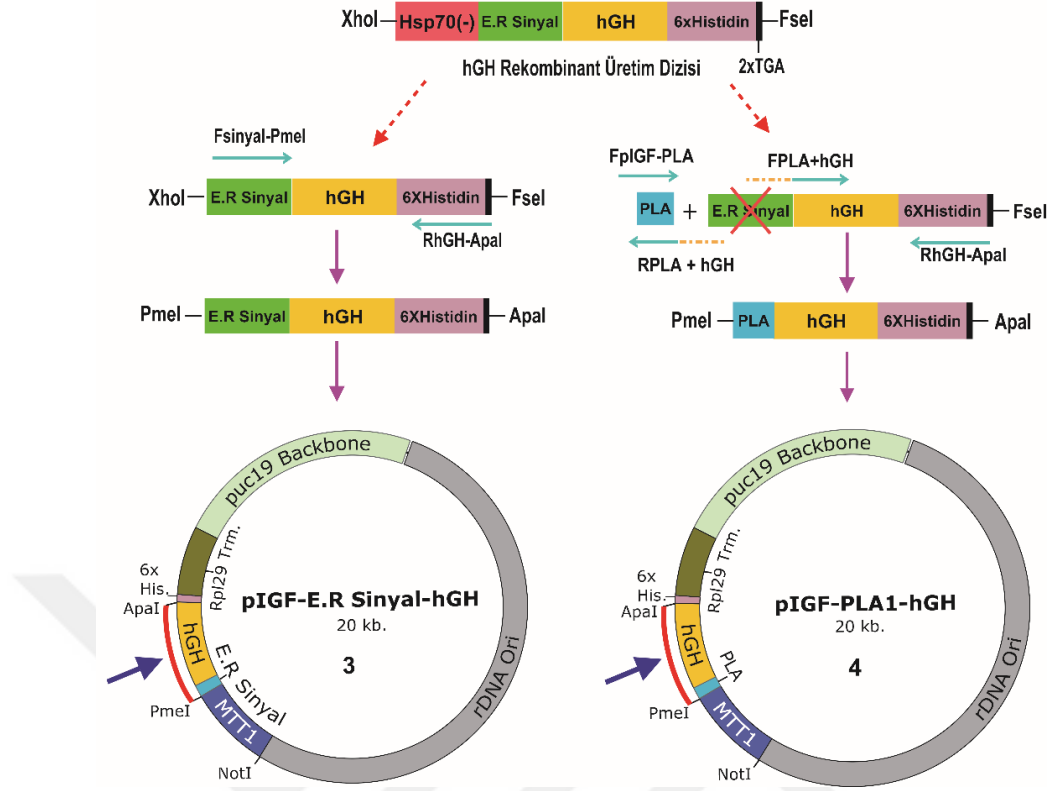 XhoI
Hsp70(-)
E.R Sinyal
hGH
6xHistidin
FseI
hGH Rekombinant Üretim Dizisi
2xTGA
Fsinyal-PmeI
XhoI
E.R Sinyal
hGH
6XHistidin
FseI
RhGH-ApaI
FpIGF-PLA
FPLA+hGH
PLA
+
E.R Sinyal
hGH
6XHistidin
FseI
RPLA + hGH
RhGH-ApaI
PmeI
E.R Sinyal
hGH
6XHistidin
ApaI
PmeI
PLA
hGH
6XHistidin
ApaI
puc19 Backbone
Rpl29 Trm.
6x
His.
ApaI
hGH
E.R Sinyal
PmeI
MTT1
NotI
rDNA Ori
pIGF-E.R Sinyal-hGH
20 kb.
3
puc19 Backbone
Rpl29 Trm.
6x
His.
ApaI
hGH
PLA
PmeI
MTT1
NotI
rDNA Ori
pIGF-PLA1-hGH
20 kb.
4